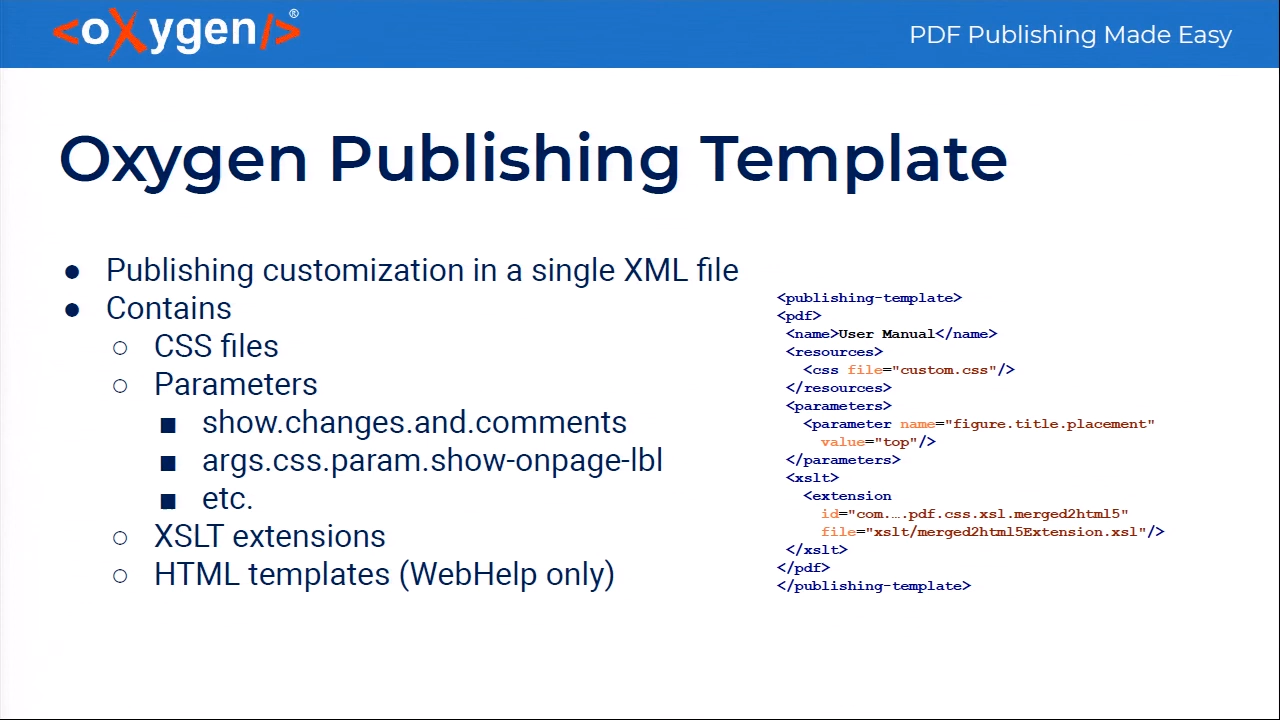 <oXygen/>®
PDF Publishing Made Easy
Oxygen Publishing Template
● Publishing customization in a single XML file
● Contains
○ CSS files
○ Parameters
■ show.changes.and.comments
■ args.css.param.show-onpage-lbl
■ etc.
○ XSLT extensions
○ HTML templates (WebHelp only)
<publishing-template>
<pdf>
<name>User Manual</name>
<resources>
<css file="custom.css"/>
</resources>
<parameters>
<parameter name="figure.title.placement"
value="top"/>
</parameters>
<xslt>
<extension
id="com.….pdf.css.xsl.merged2html5"
file="xslt/merged2html5Extension.xsl"/>
</xslt>
</pdf>
</publishing-template>